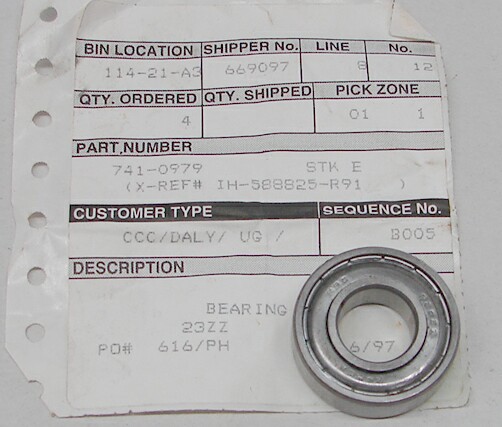 BIN LOCATION SHIPPER No. LINE No.
114-21-A3 669097 8 12
QTY. ORDERED QTY. SHIPPED PICK ZONE
4 01 1
PART NUMBER
741-0979 STK E
(X-REF# IH-588825-R91 )
CUSTOMER TYPE SEQUENCE No.
CCC/DALY/ UG / B005
DESCRIPTION
BEARING
23ZZ
PO# 616/PH 6/97